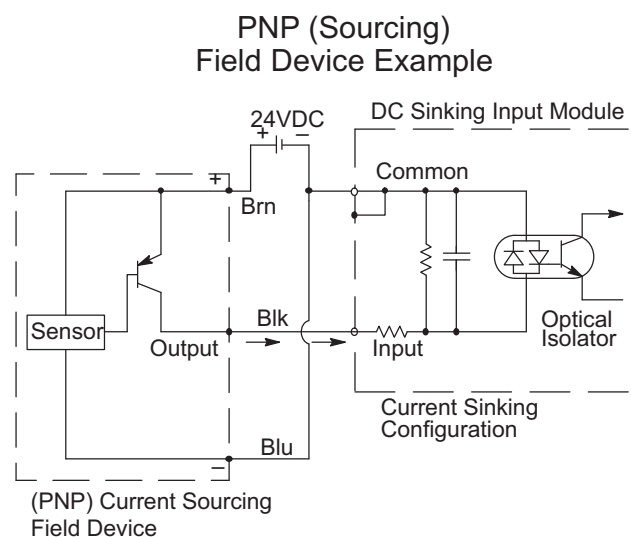 PNP (Sourcing)
Field Device Example
24VDC
+ −
DC Sinking Input Module
Common
+
Brn
Sensor
Output
Blk
Input
Optical
Isolator
Current Sinking
Configuration
Blu
−
(PNP) Current Sourcing
Field Device